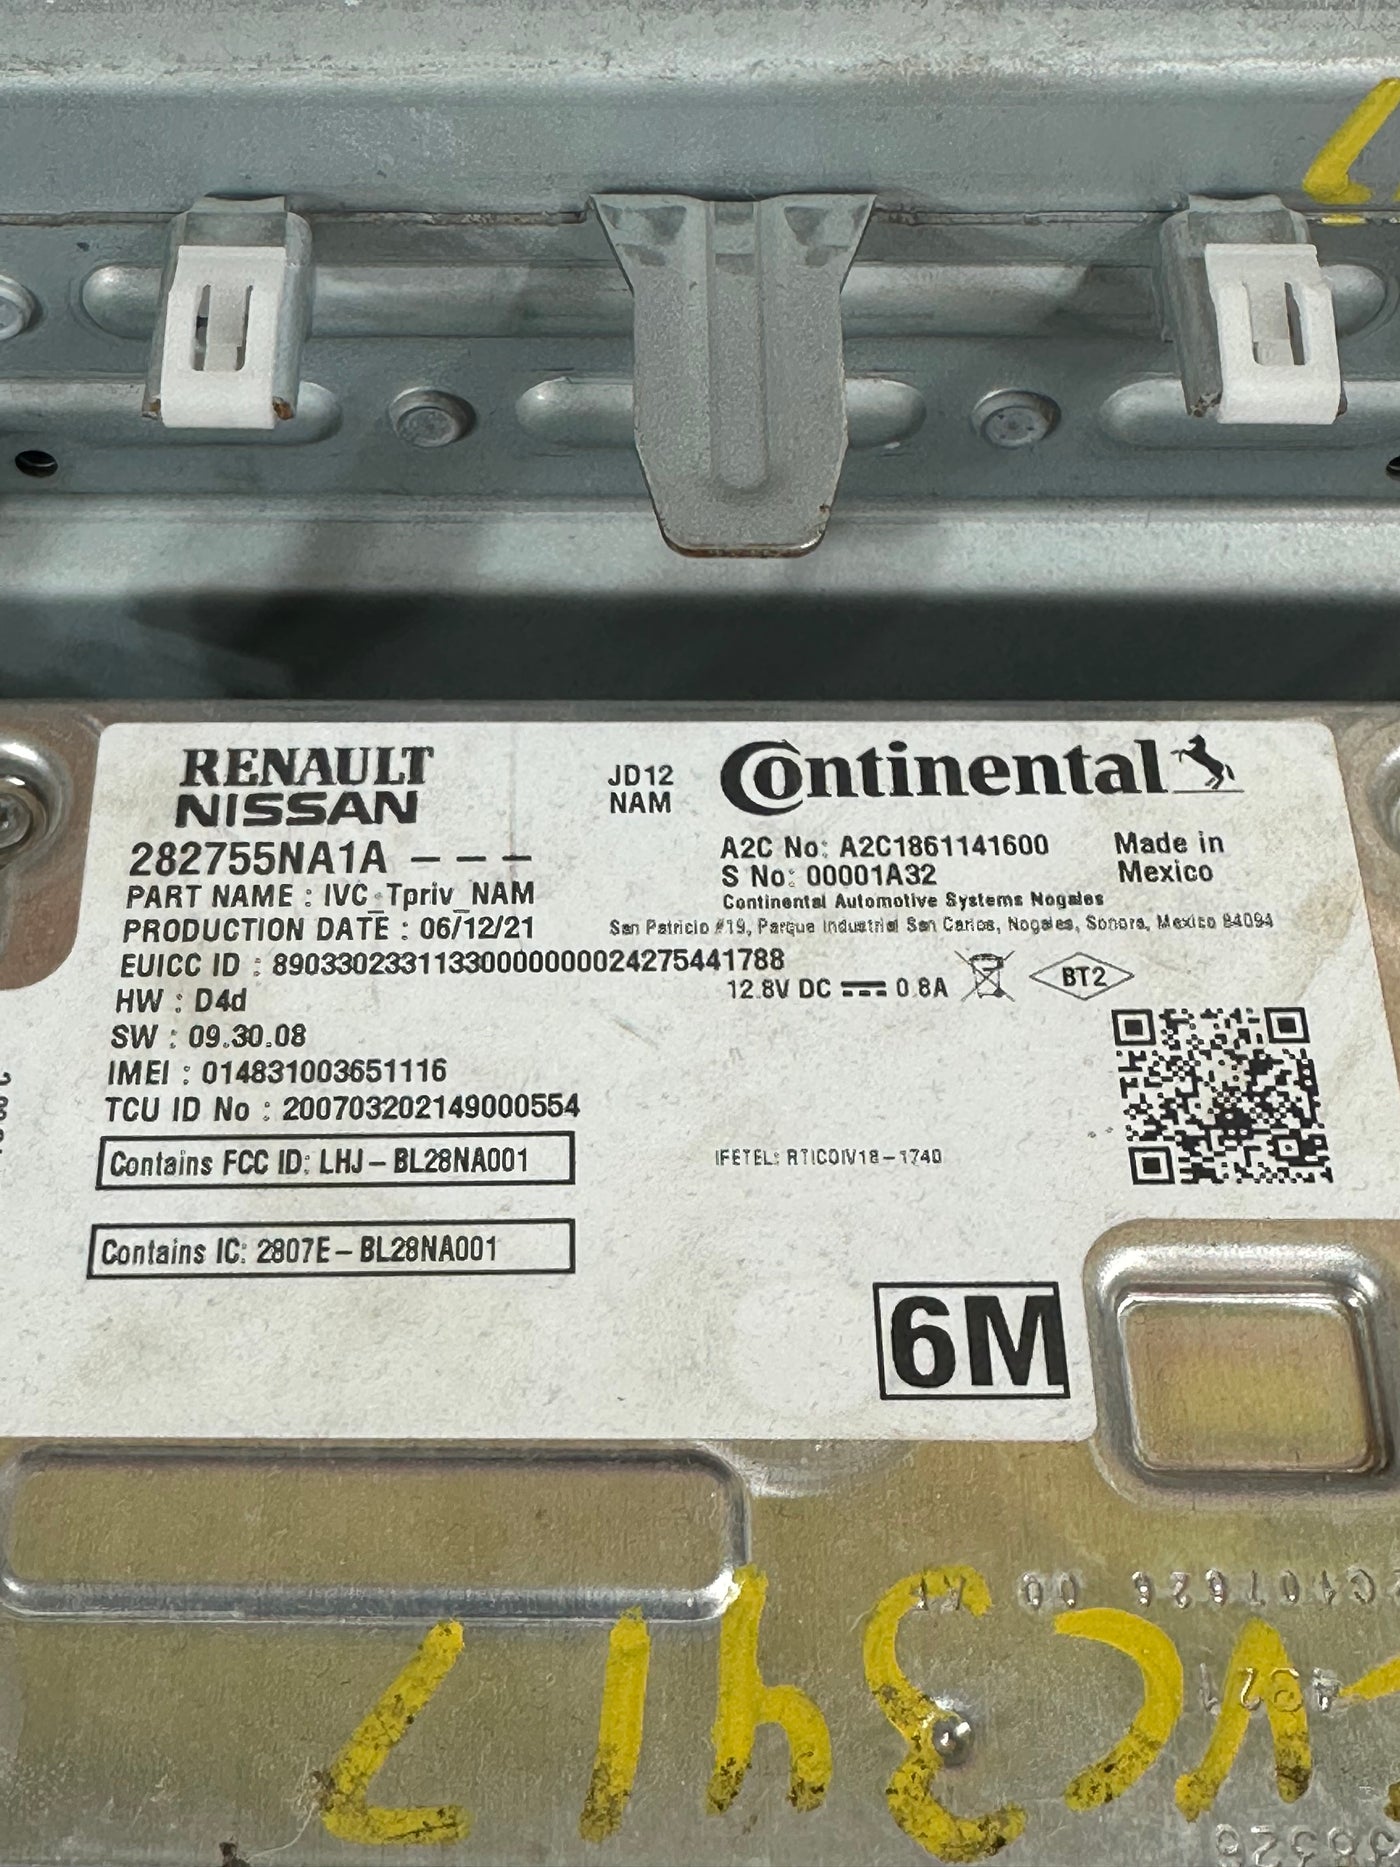 RENAULT
NISSAN
JD12
NAM
Continental
282755NA1A – – –
PART NAME : IVC_Tpriv_NAM
PRODUCTION DATE : 06/12/21
EUICC ID : 89033023311330000000024275441788
HW : D4d
SW : 09.30.08
IMEI : 014831003651116
TCU ID No : 200703202149000554
Contains FCC ID: LHJ-BL28NA001
Contains IC: 2807E-BL28NA001
A2C No: A2C1861141600
S No: 00001A32
Made in
Mexico
Continental Automotive Systems Nogales
San Patricio #19, Parque Industrial San Carlos, Nogales, Sonora, Mexico 84094
12.8V DC 0.8A
BT2
IFETEL: RTICOIV18-1740
6M